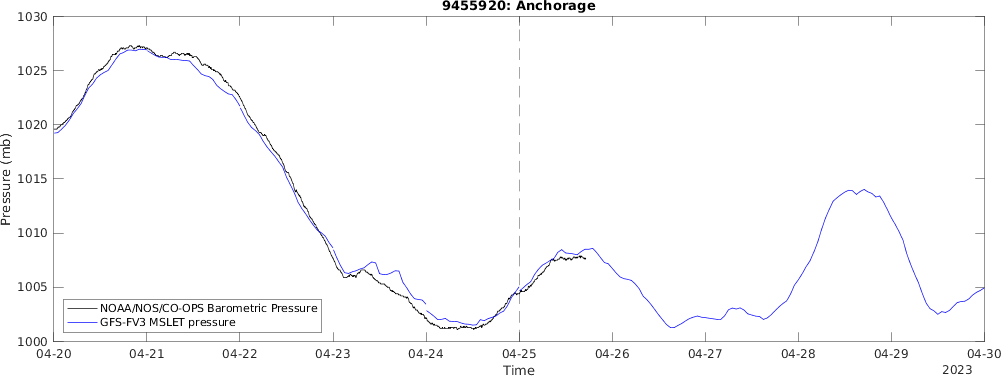 9455920: Anchorage
Pressure (mb)
1030
1025
1020
1015
1010
1005
1000
NOAA/NOS/CO-OPS Barometric Pressure
GFS-FV3 MSLET pressure
04-20 04-21 04-22 04-23 04-24 04-25 04-26 04-27 04-28 04-29 04-30
Time
2023